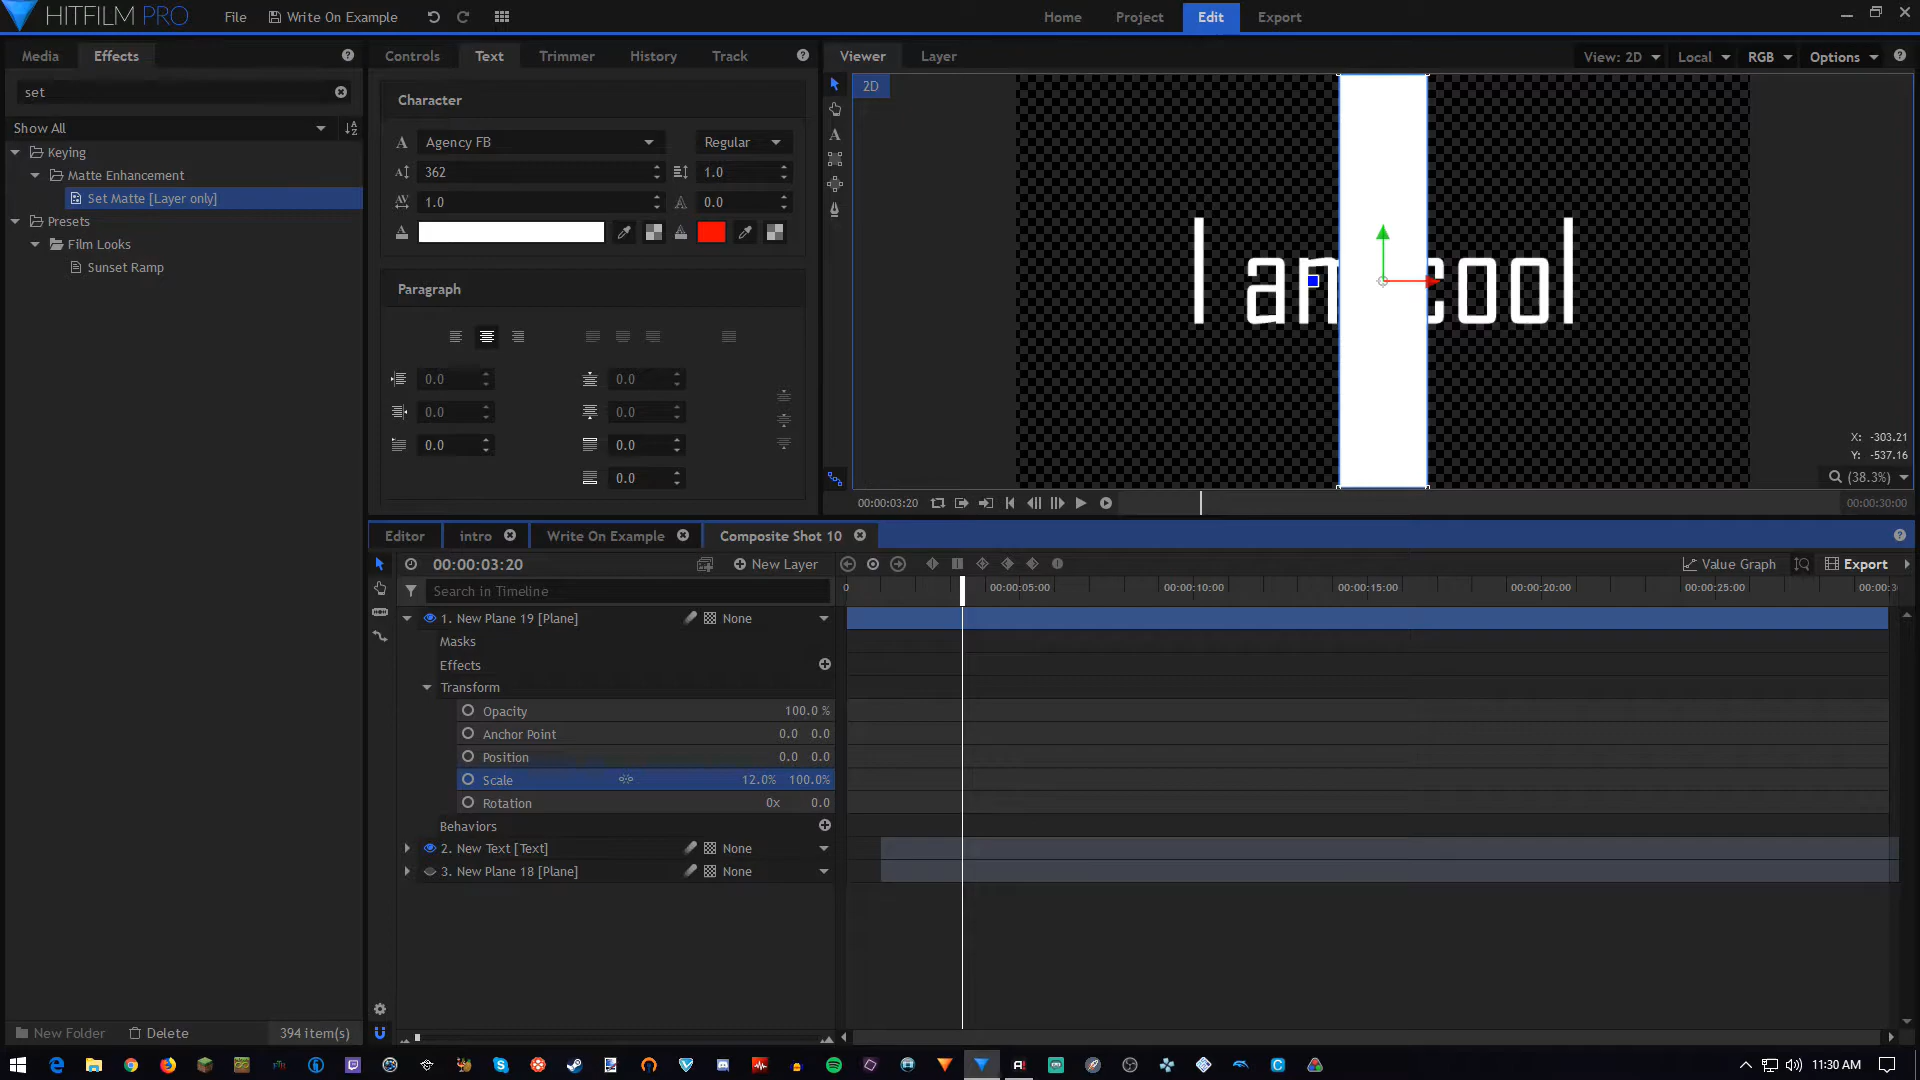 HITFILM PRO File Write On Example Home Project Edit Export
Media Effects Controls Text Trimmer History Track Viewer Layer View: 2D Local RGB Options
set
Show All
Keying
Matte Enhancement
Set Matte [Layer only]
Presets
Film Looks
Sunset Ramp
Character
Agency FB Regular
362 1.0
1.0 0.0
Paragraph
0.0 0.0
0.0 0.0
0.0 0.0
0.0
2D
I am cool
X: -303.21
Y: -537.16
(38.3%)
00:00:03:20 00:00:30:00
Editor intro Write On Example Composite Shot 10
00:00:03:20 New Layer Value Graph Export
Search in Timeline
0 00:00:05:00 00:00:10:00 00:00:15:00 00:00:20:00 00:00:25:00 00:00:3
1. New Plane 19 [Plane] None
Masks
Effects
Transform
Opacity 100.0 %
Anchor Point 0.0 0.0
Position 0.0 0.0
Scale 12.0% 100.0%
Rotation 0x 0.0
Behaviors
2. New Text [Text] None
3. New Plane 18 [Plane] None
New Folder Delete 394 item(s)
11:30 AM